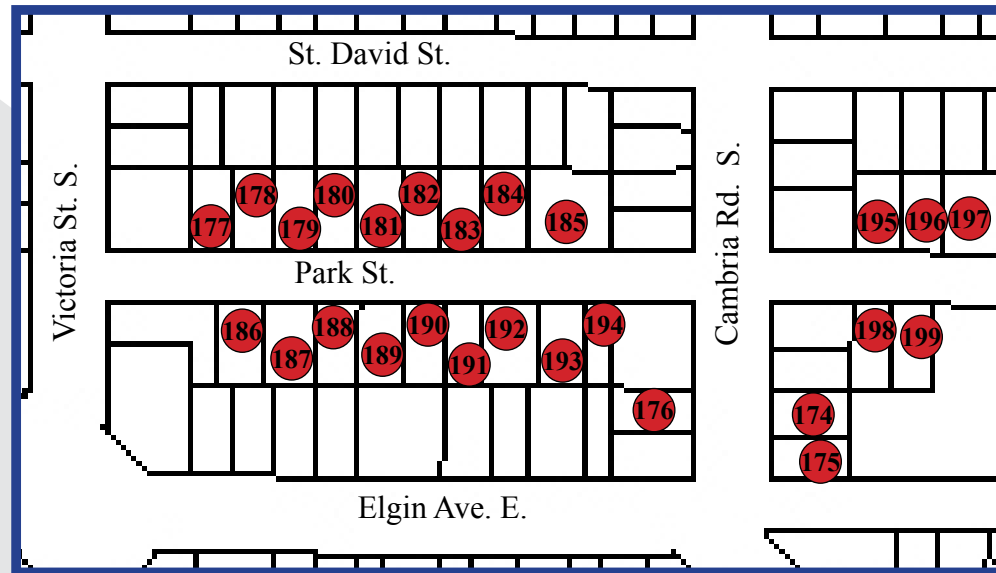 St. David St.
Victoria St. S.
Cambria Rd. S.
178 180 182 184
177 179 181 183 185
195 196 197
Park St.
186 188 190 192 194
187 189 191 193
198 199
176
174
175
Elgin Ave. E.